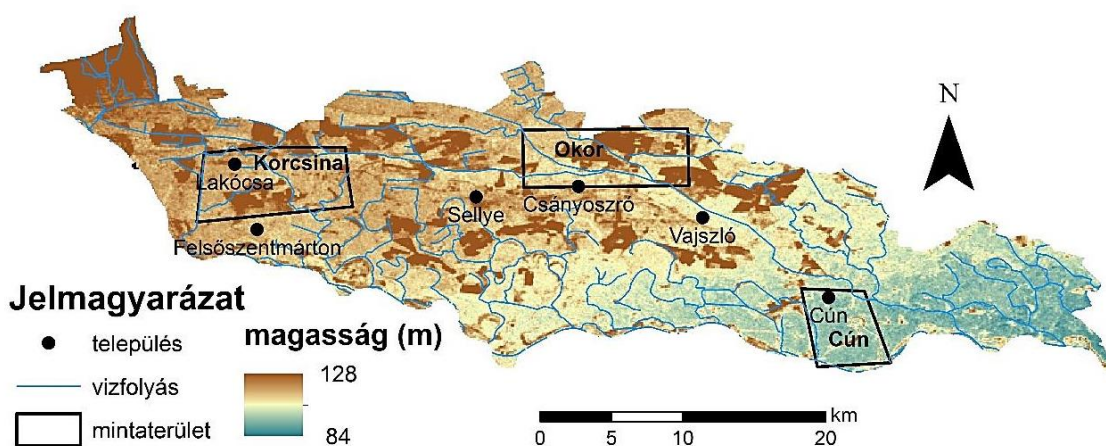 N
Okor
Korcsina
Lakócsa
Sellye
Csányoszró
Felsőszentmárton
Vajszló
Cún
Cún
Jelmagyarázat
település
vizfolyás
mintaterület
magasság (m)
128
84
km
0 5 10 20